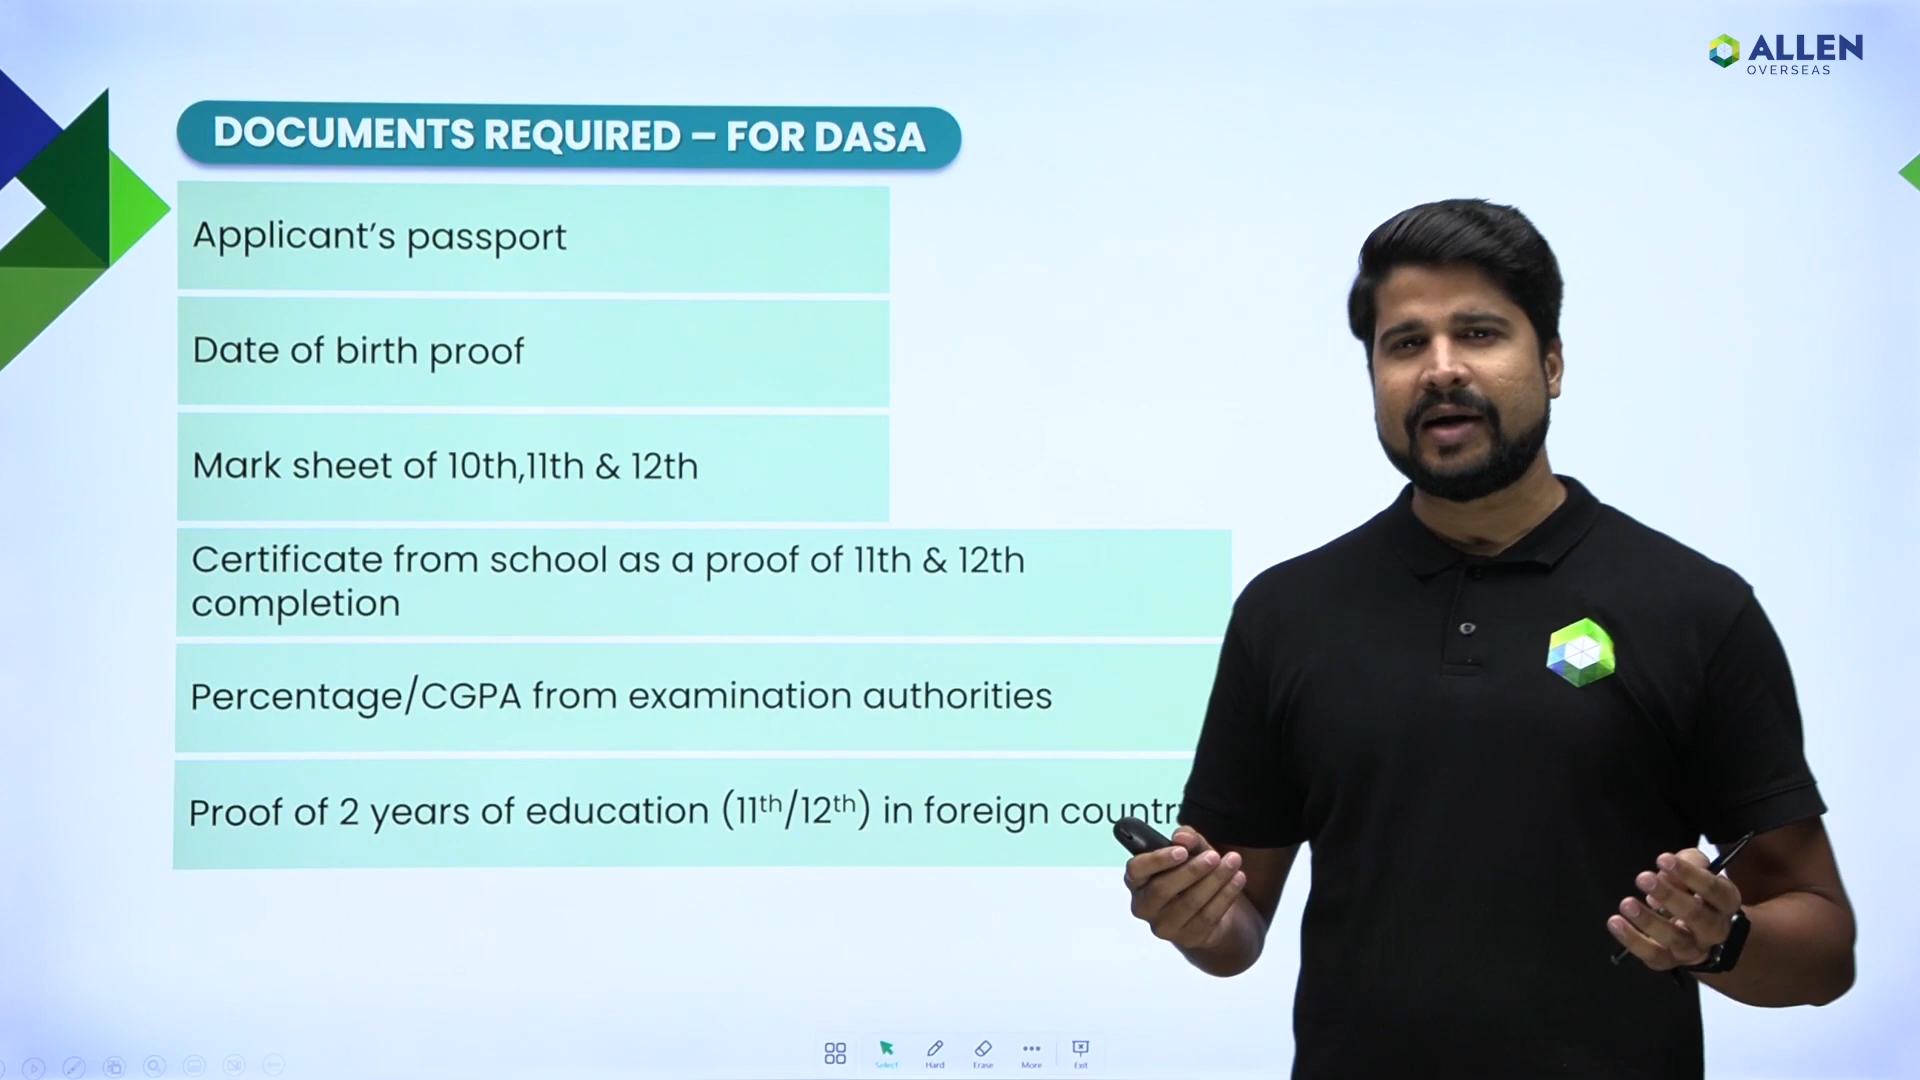 ALLEN
OVERSEAS
DOCUMENTS REQUIRED – FOR DASA
Applicant’s passport
Date of birth proof
Mark sheet of 10th,11th & 12th
Certificate from school as a proof of 11th & 12th
completion
Percentage/CGPA from examination authorities
Proof of 2 years of education (11th/12th) in foreign
Select Hard Erase More Exit